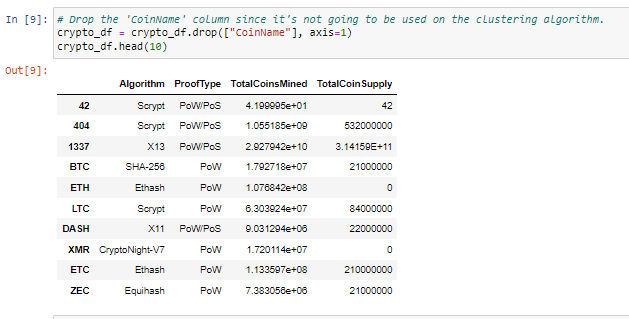 In [9]: # Drop the 'CoinName' column since it's not going to be used on the clustering algorithm.
crypto_df = crypto_df.drop(["CoinName"], axis=1)
crypto_df.head(10)
Out[9]:
Algorithm ProofType TotalCoinsMined TotalCoinSupply
42 Scrypt PoW/PoS 4.199995e+01 42
404 Scrypt PoW/PoS 1.055185e+09 532000000
1337 X13 PoW/PoS 2.927942e+10 3.14159E+11
BTC SHA-256 PoW 1.792718e+07 21000000
ETH Ethash PoW 1.076842e+08 0
LTC Scrypt PoW 6.303924e+07 84000000
DASH X11 PoW/PoS 9.031294e+06 22000000
XMR CryptoNight-V7 PoW 1.720114e+07 0
ETC Ethash PoW 1.133597e+08 210000000
ZEC Equihash PoW 7.383056e+06 21000000